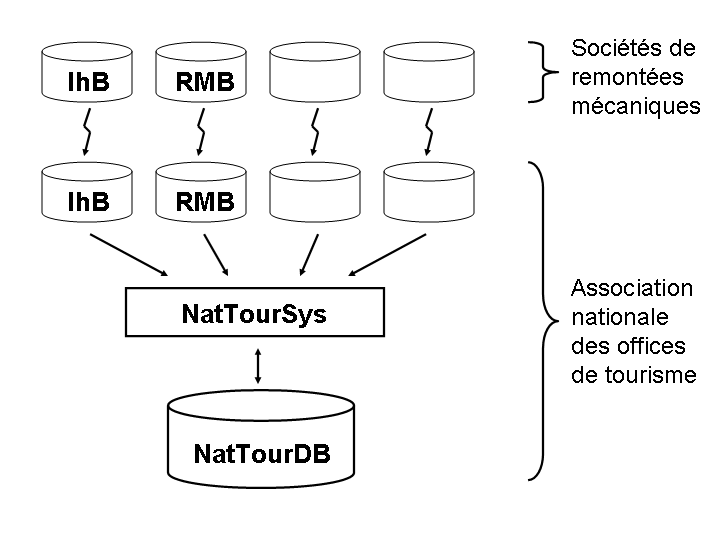 IhB
RMB
Sociétés de
remontées
mécaniques
IhB
RMB
NatTourSys
Association
nationale
des offices
de tourisme
NatTourDB